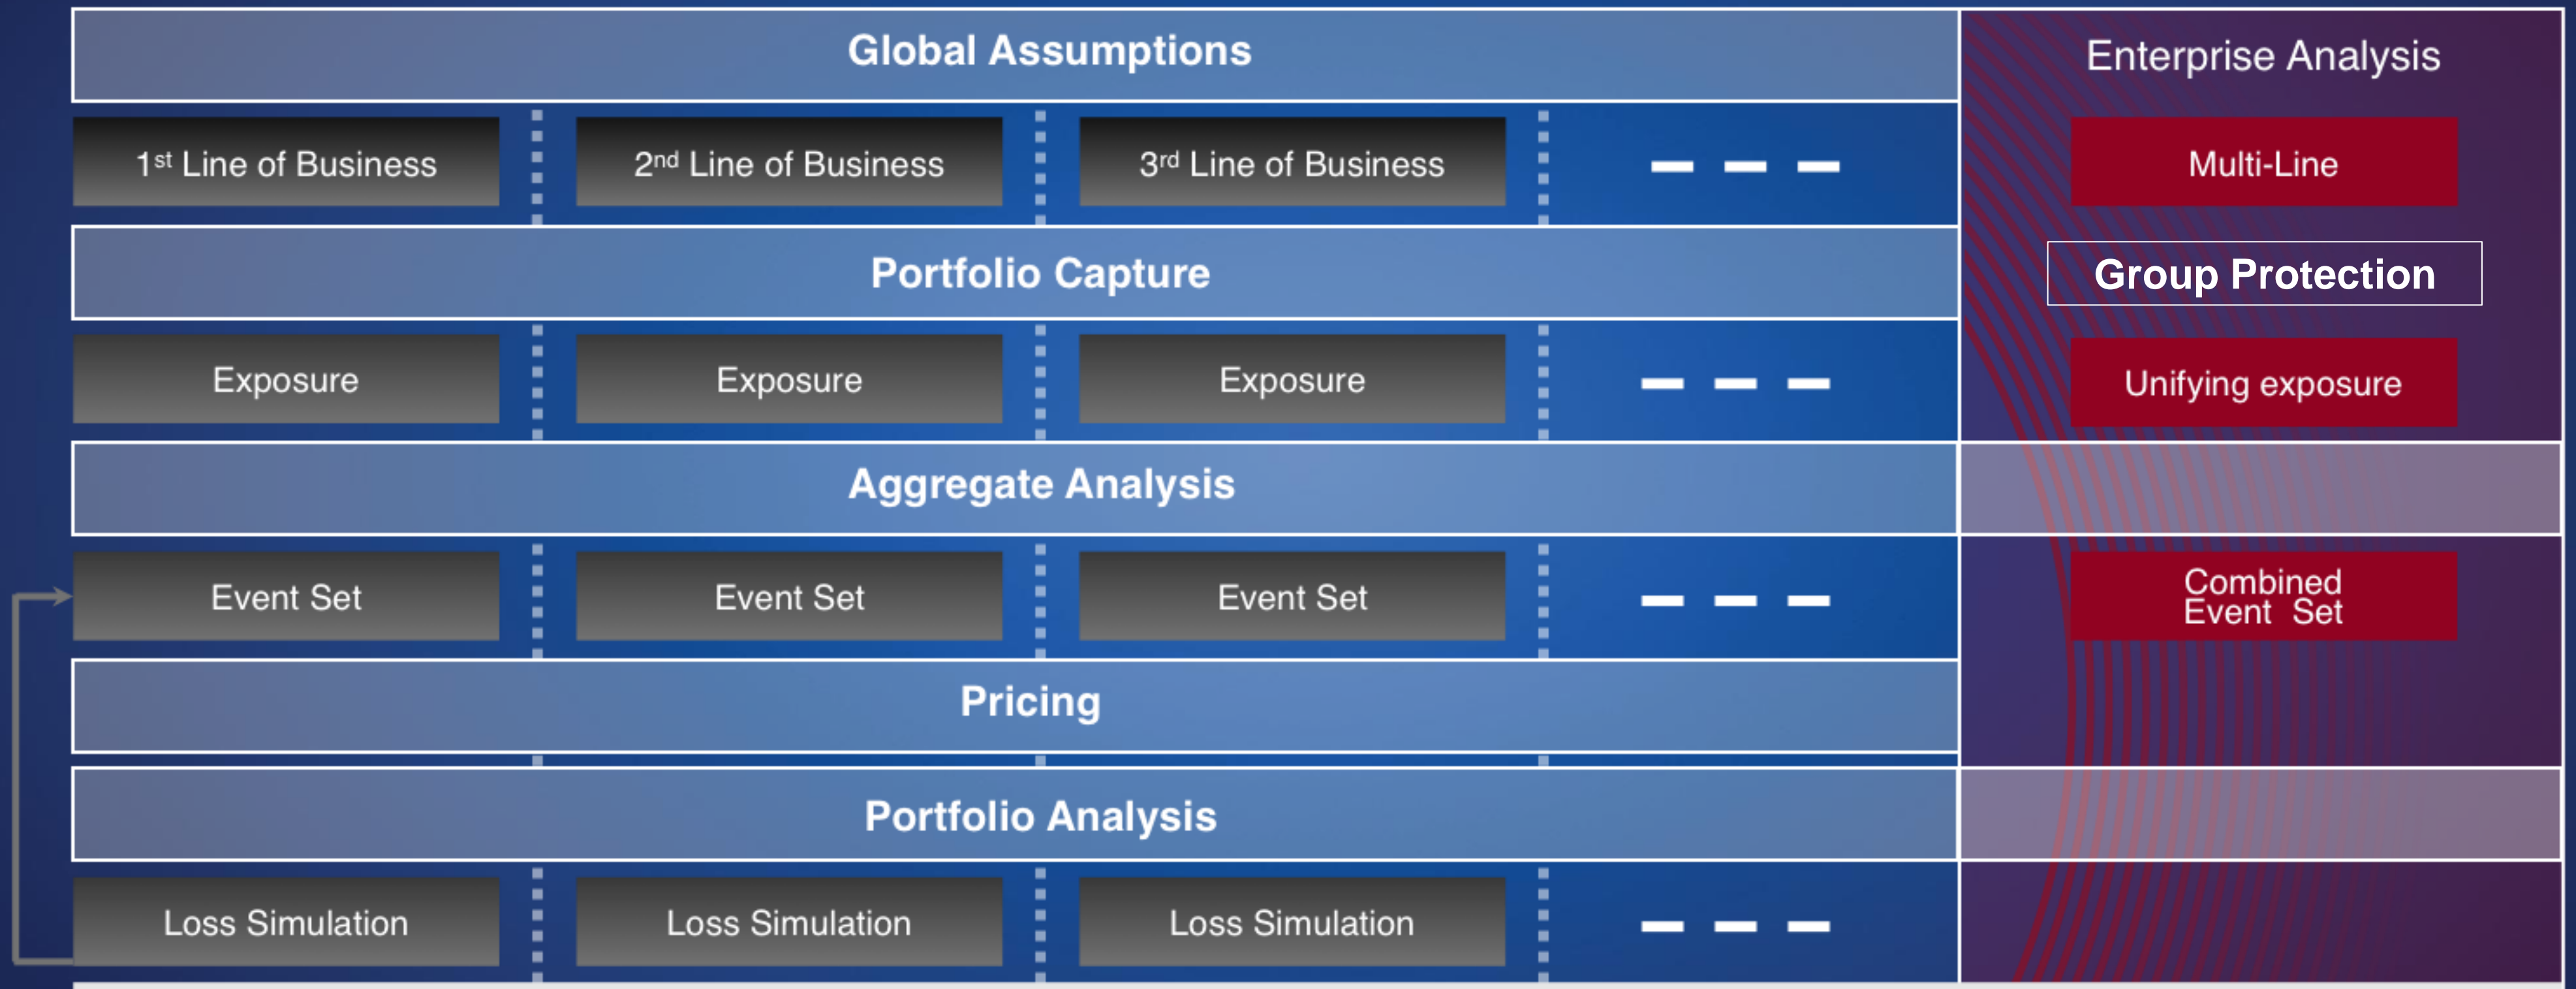 Global Assumptions
Enterprise Analysis
1st Line of Business
2nd Line of Business
3rd Line of Business
Multi-Line
Portfolio Capture
Group Protection
Exposure
Exposure
Exposure
Unifying exposure
Aggregate Analysis
Event Set
Event Set
Event Set
Combined
Event Set
Pricing
Portfolio Analysis
Loss Simulation
Loss Simulation
Loss Simulation